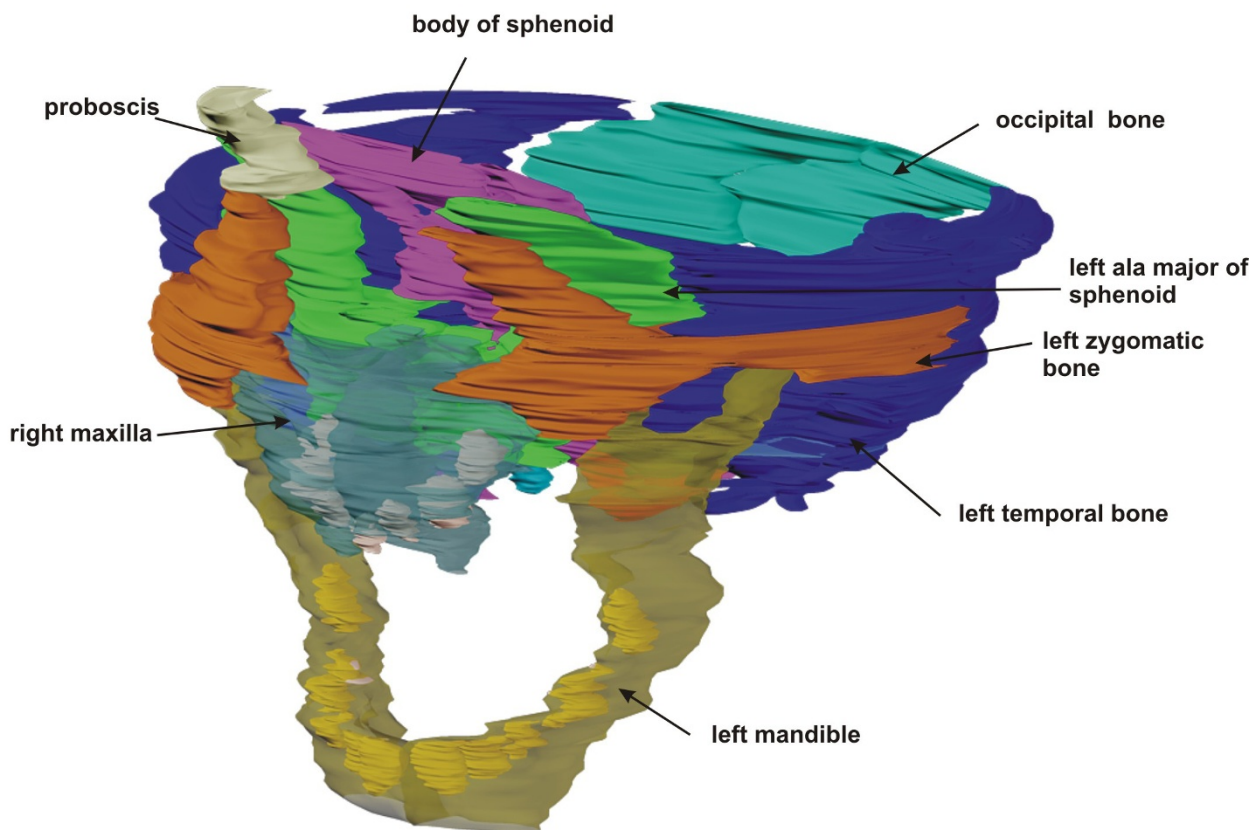 body of sphenoid
proboscis
occipital bone
left ala major of
sphenoid
left zygomatic
bone
right maxilla
left temporal bone
left mandible